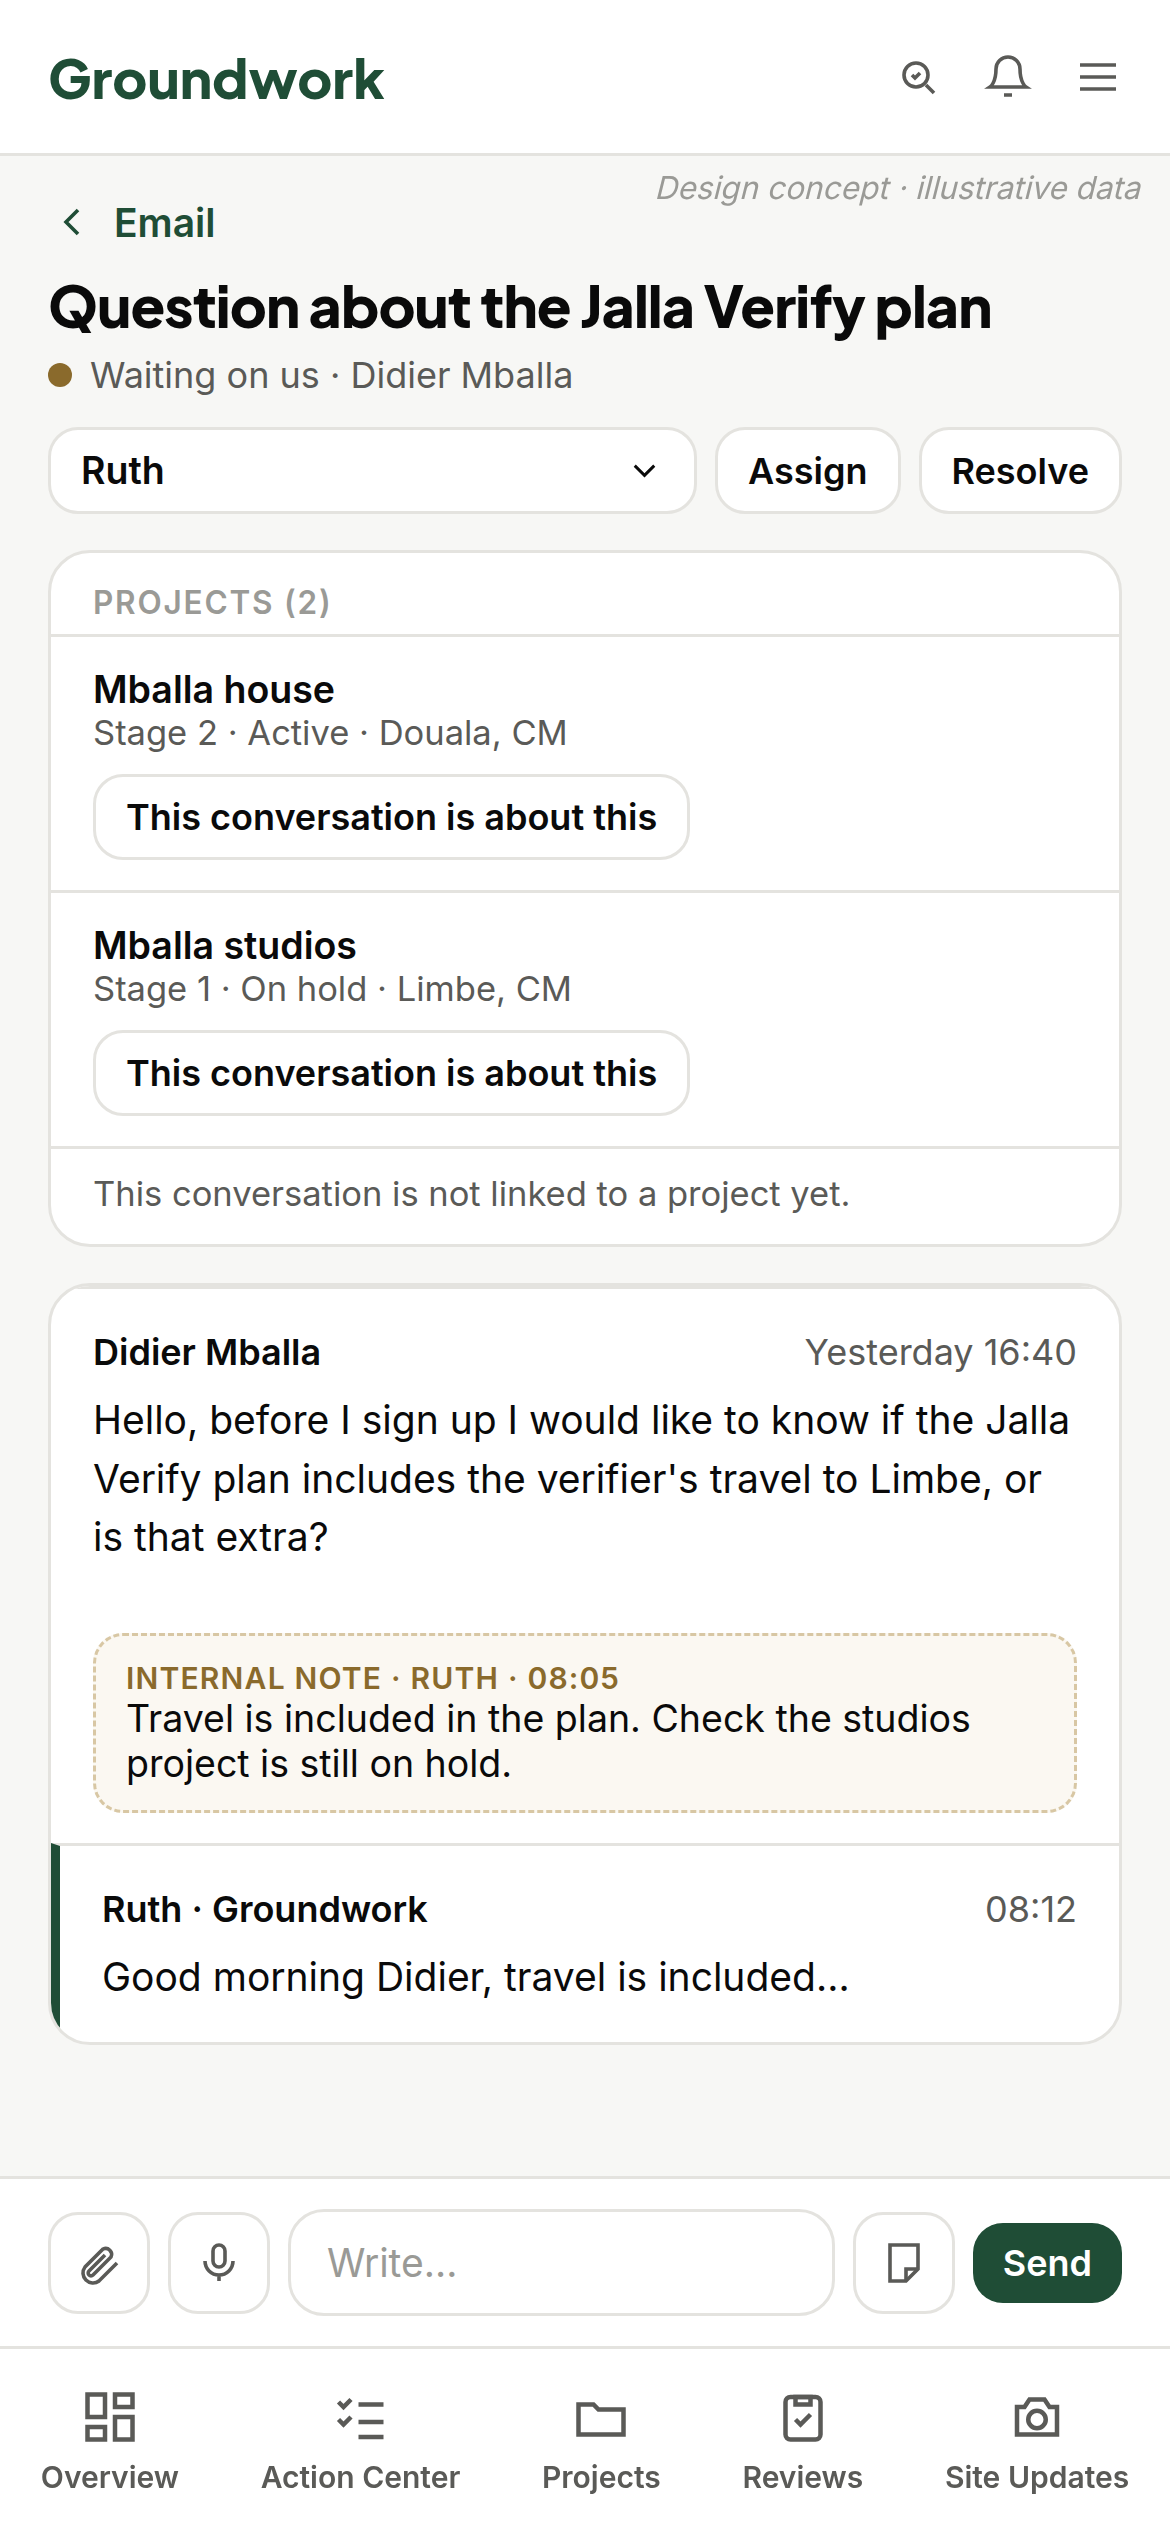 Groundwork
Design concept · illustrative data
Email
Question about the Jalla Verify plan
Waiting on us · Didier Mballa
Ruth
Assign
Resolve
PROJECTS (2)
Mballa house
Stage 2 · Active · Douala, CM
This conversation is about this
Mballa studios
Stage 1 · On hold · Limbe, CM
This conversation is about this
This conversation is not linked to a project yet.
Didier Mballa
Yesterday 16:40
Hello, before I sign up I would like to know if the Jalla
Verify plan includes the verifier's travel to Limbe, or
is that extra?
INTERNAL NOTE · RUTH · 08:05
Travel is included in the plan. Check the studios
project is still on hold.
Ruth · Groundwork
08:12
Good morning Didier, travel is included...
Write...
Send
Overview
Action Center
Projects
Reviews
Site Updates